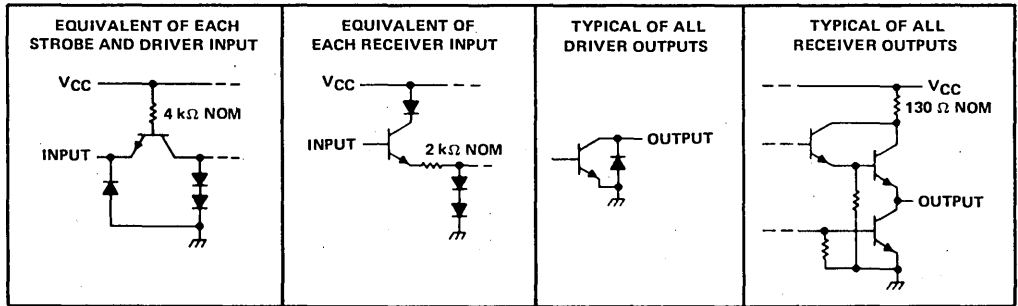 EQUIVALENT OF EACH
STROBE AND DRIVER INPUT
VCC
4 kΩ NOM
INPUT
EQUIVALENT OF
EACH RECEIVER INPUT
VCC
INPUT
2 kΩ NOM
TYPICAL OF ALL
DRIVER OUTPUTS
OUTPUT
TYPICAL OF ALL
RECEIVER OUTPUTS
VCC
130 Ω NOM
OUTPUT